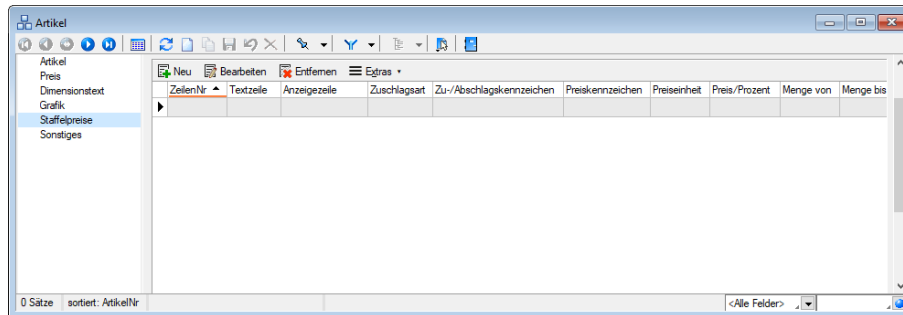 Artikel
Artikel
Preis
Dimensionstext
Grafik
Staffelpreise
Sonstiges
Neu Bearbeiten Entfernen Extras
ZeilenNr Textzeile Anzeigezeile Zuschlagsart Zu-/Abschlagskennzeichen Preiskennzeichen Preiseinheit Preis/Prozent Menge von Menge bis
0 Sätze sortiert: ArtikelNr <Alle Felder>